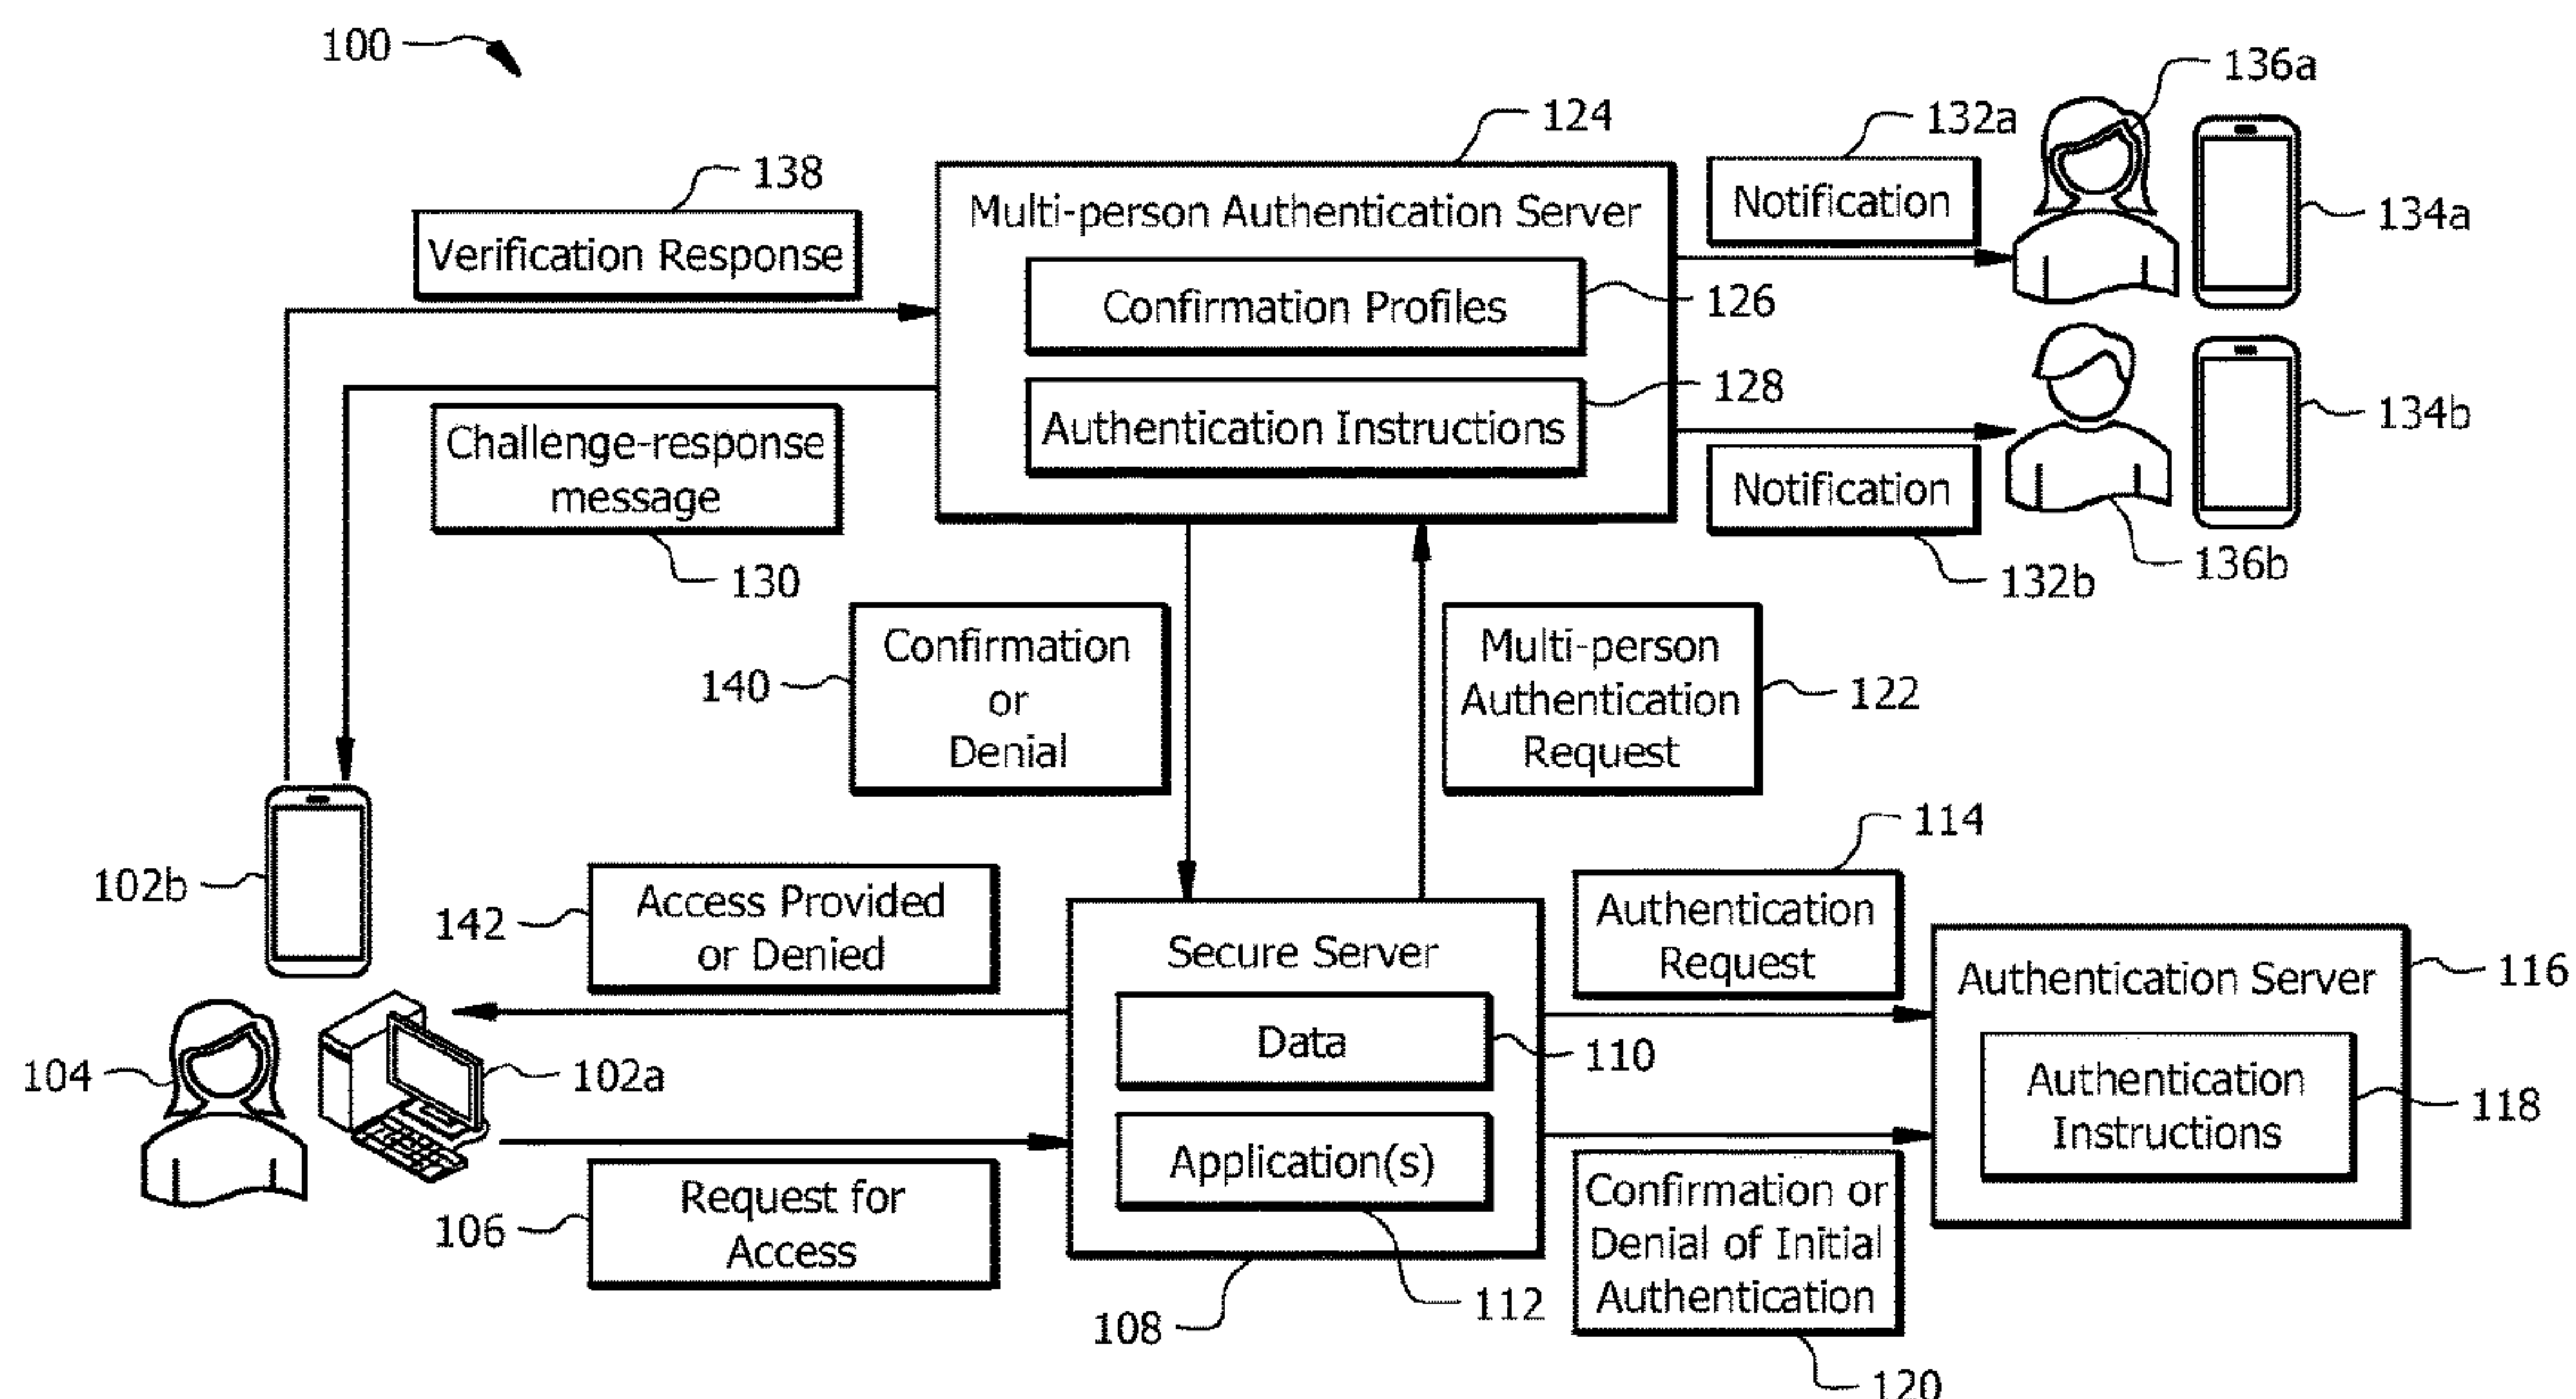 100
136a
124
132a
138
Multi-person Authentication Server
Notification
134a
Verification Response
Confirmation Profiles
126
128
134b
Challenge-response
message
Authentication Instructions
Notification
130
132b
136b
Confirmation
or
Denial
140
Multi-person
Authentication
Request
122
114
102b
142
Access Provided
or Denied
Secure Server
Authentication
Request
Authentication Server
116
Data
110
104
102a
Authentication
Instructions
118
Application(s)
Request for
Access
106
Confirmation or
Denial of Initial
Authentication
108
112
120